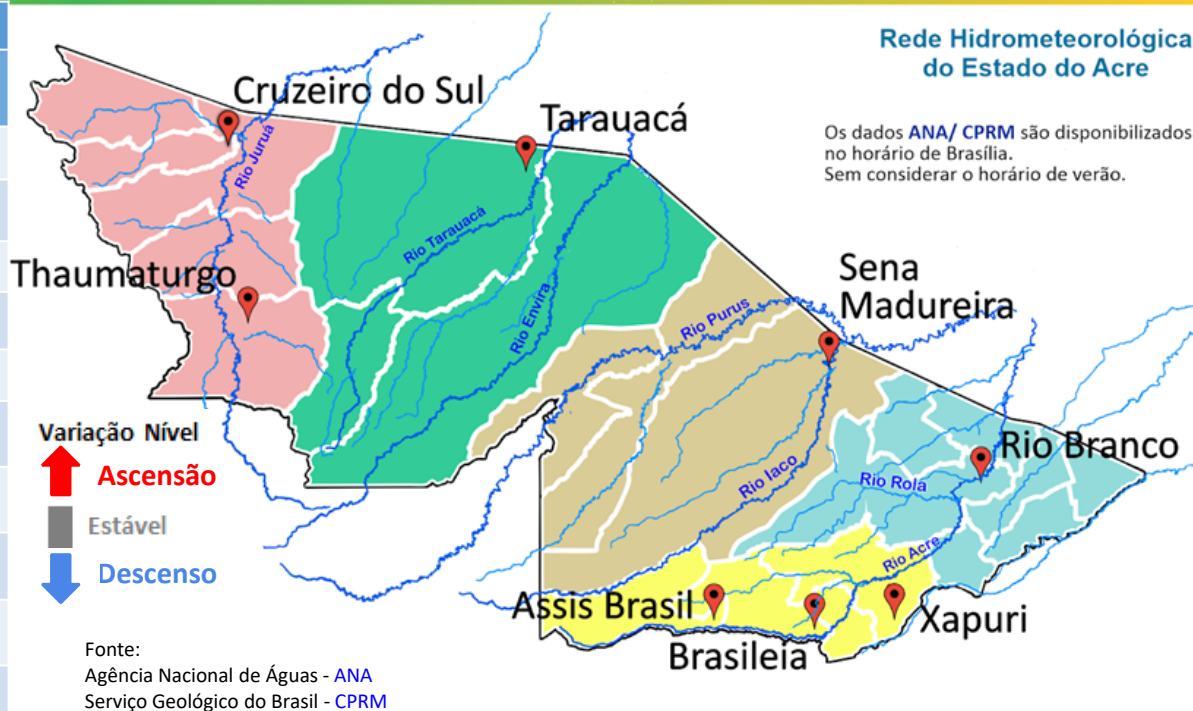 Rede Hidrometeorológica
do Estado do Acre
Os dados ANA/ CPRM são disponibilizados
no horário de Brasília.
Sem considerar o horário de verão.
Cruzeiro do Sul
Tarauacá
Rio Juruá
Rio Tarauacá
Thaumaturgo
Rio Envira
Sena
Madureira
Rio Purus
Variação Nível
Ascensão
Estável
Descenso
Rio Branco
Rio Iaco
Rio Rola
Rio Acre
Assis Brasil
Xapuri
Brasileia
Fonte:
Agência Nacional de Águas - ANA
Serviço Geológico do Brasil - CPRM